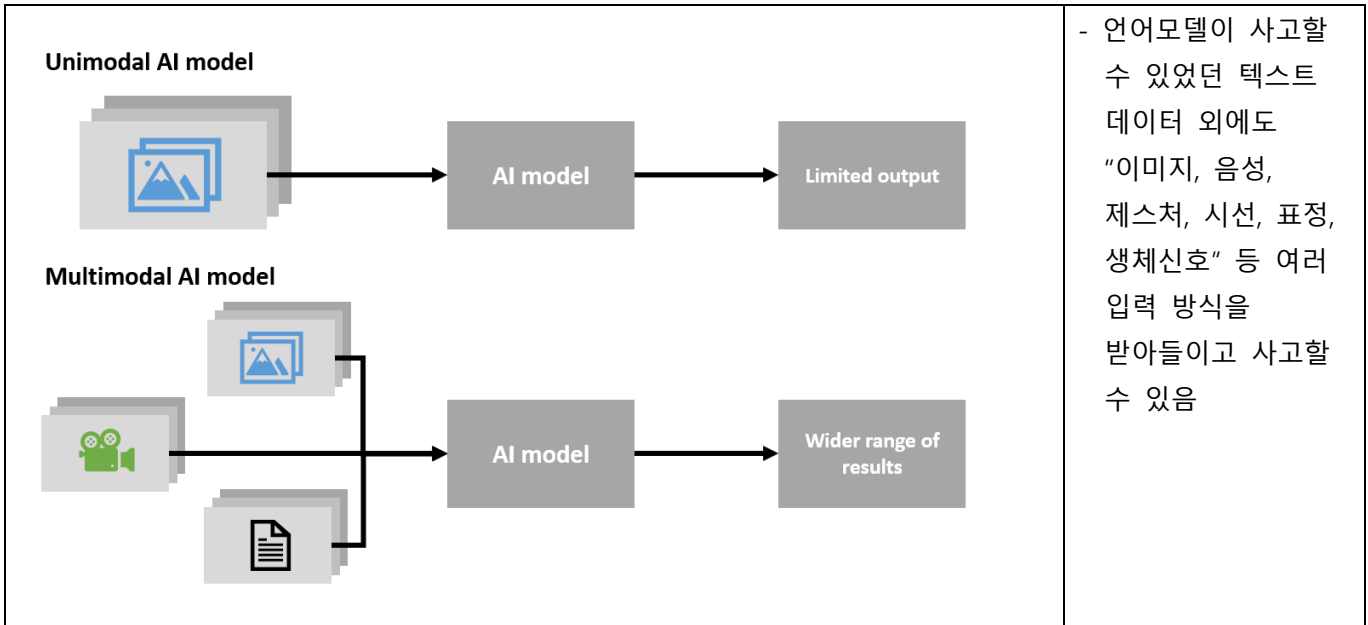 Unimodal AI model
AI model
Limited output
Multimodal AI model
AI model
Wider range of
results
- 언어모델이 사고할
수 있었던 텍스트
데이터 외에도
"이미지, 음성,
제스처, 시선, 표정,
생체신호" 등 여러
입력 방식을
받아들이고 사고할
수 있음